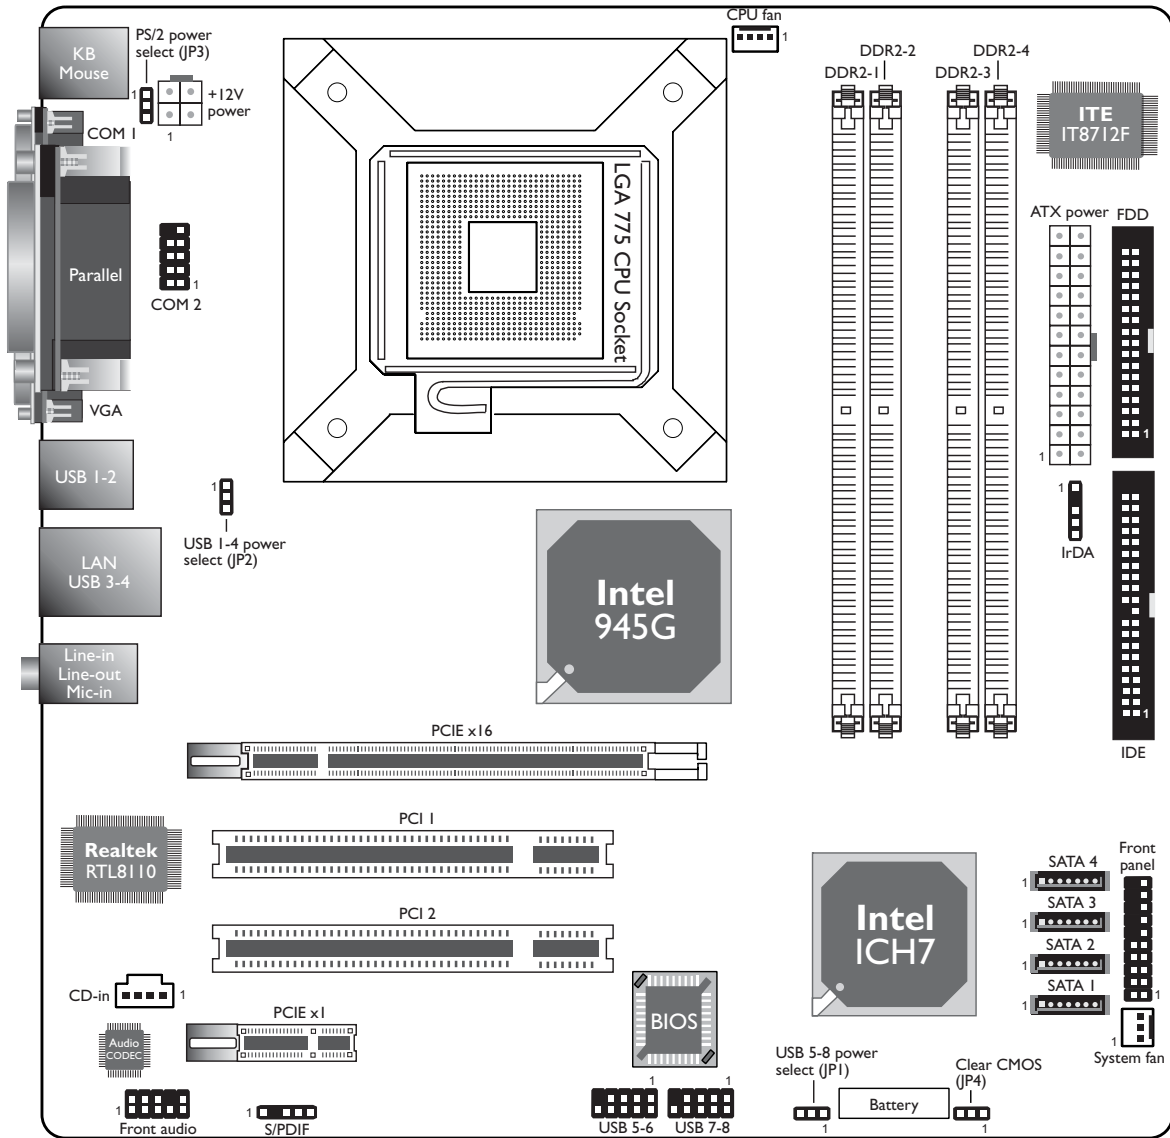 CPU fan
1
PS/2 power
select (JP3)
KB
Mouse
1
+12V
power
1
COM 1
DDR2-2
DDR2-4
DDR2-1
DDR2-3
ITE
IT8712F
LGA 775 CPU Socket
ATX power
FDD
Parallel
1
COM 2
VGA
1
1
USB 1-2
1
USB 1-4 power
select (JP2)
1
IrDA
LAN
USB 3-4
Intel
945G
Line-in
Line-out
Mic-in
1
IDE
PCIE x16
PCI 1
Realtek
RTL8110
Front
panel
SATA 4
1
SATA 3
1
Intel
ICH7
PCI 2
SATA 2
1
SATA 1
1
1
CD-in
1
PCIE x1
BIOS
Audio
CODEC
1
System fan
USB 5-8 power
select (JP1)
Clear CMOS
(JP4)
1
1
Battery
1
Front audio
1
S/PDIF
USB 5-6
USB 7-8
1
1